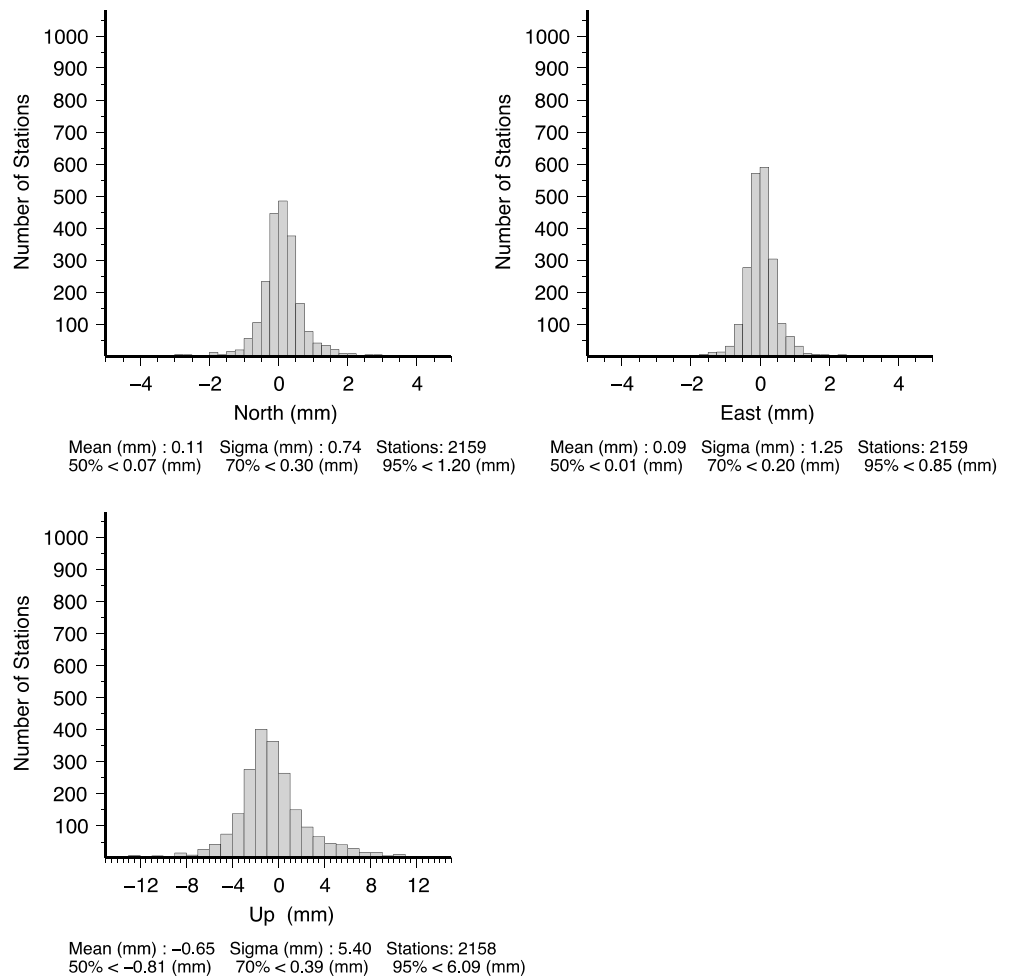 1000
900
800
700
600
500
400
300
200
100
Number of Stations
−4 −2 0 2 4
North (mm)
Mean (mm) : 0.11 Sigma (mm) : 0.74 Stations: 2159
50% < 0.07 (mm) 70% < 0.30 (mm) 95% < 1.20 (mm)
1000
900
800
700
600
500
400
300
200
100
Number of Stations
−4 −2 0 2 4
East (mm)
Mean (mm) : 0.09 Sigma (mm) : 1.25 Stations: 2159
50% < 0.01 (mm) 70% < 0.20 (mm) 95% < 0.85 (mm)
1000
900
800
700
600
500
400
300
200
100
Number of Stations
−12 −8 −4 0 4 8 12
Up (mm)
Mean (mm) : −0.65 Sigma (mm) : 5.40 Stations: 2158
50% < −0.81 (mm) 70% < 0.39 (mm) 95% < 6.09 (mm)